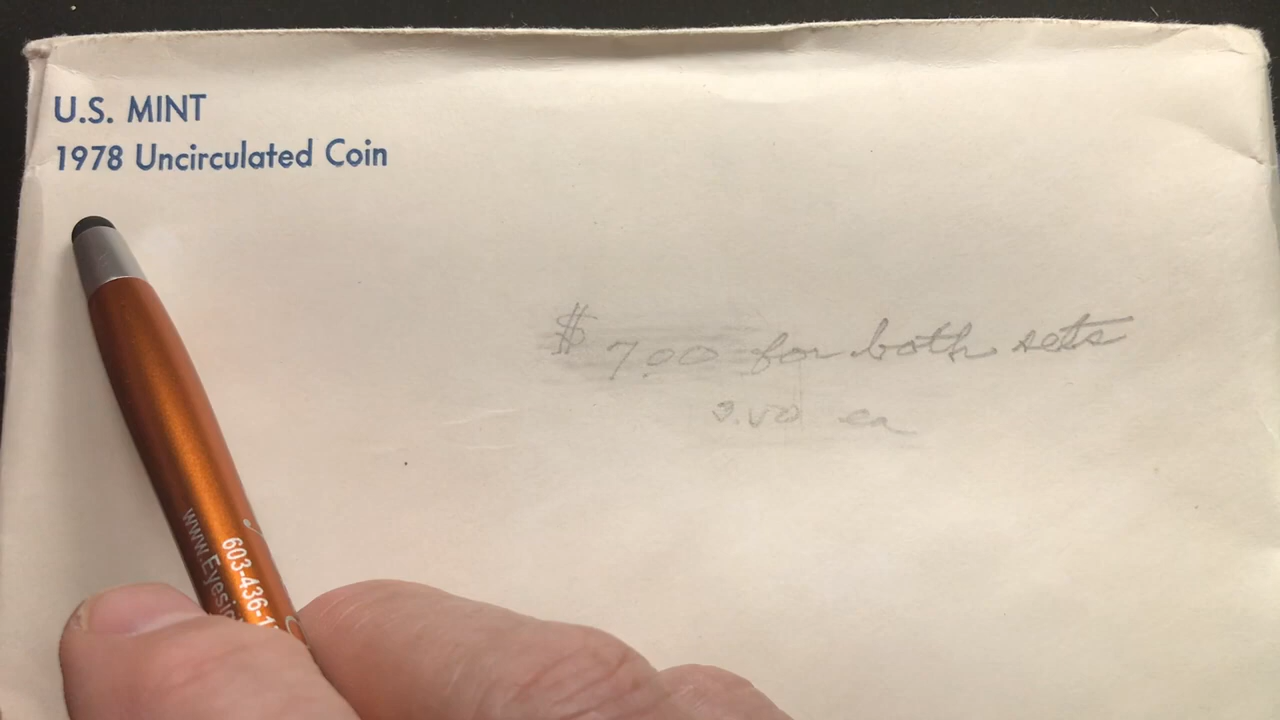 U.S. MINT
1978 Uncirculated Coin
$ 7.00 for both sets
3.50 ea
603-436-1
www.Eyesi